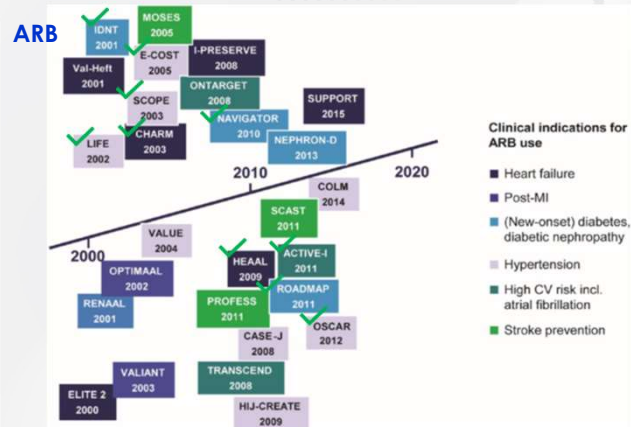 ARB
IDNT
2001
MOSES
2005
E-COST
2005
I-PRESERVE
2008
Val-Heft
2001
ONTARGET
2008
SCOPE
2003
SUPPORT
2015
NAVIGATOR
2010
LIFE
2002
CHARM
2003
NEPHRON-D
2013
2000
2010
2020
COLM
2014
SCAST
2011
VALUE
2004
HEAAL
2009
ACTIVE-I
2011
OPTIMAAL
2002
ROADMAP
2011
RENAAL
2001
PROFESS
2011
OSCAR
2012
CASE-J
2008
VALIANT
2003
TRANSCEND
2008
ELITE 2
2000
HIJ-CREATE
2009
Clinical indications for
ARB use
Heart failure
Post-MI
(New-onset) diabetes,
diabetic nephropathy
Hypertension
High CV risk incl.
atrial fibrillation
Stroke prevention